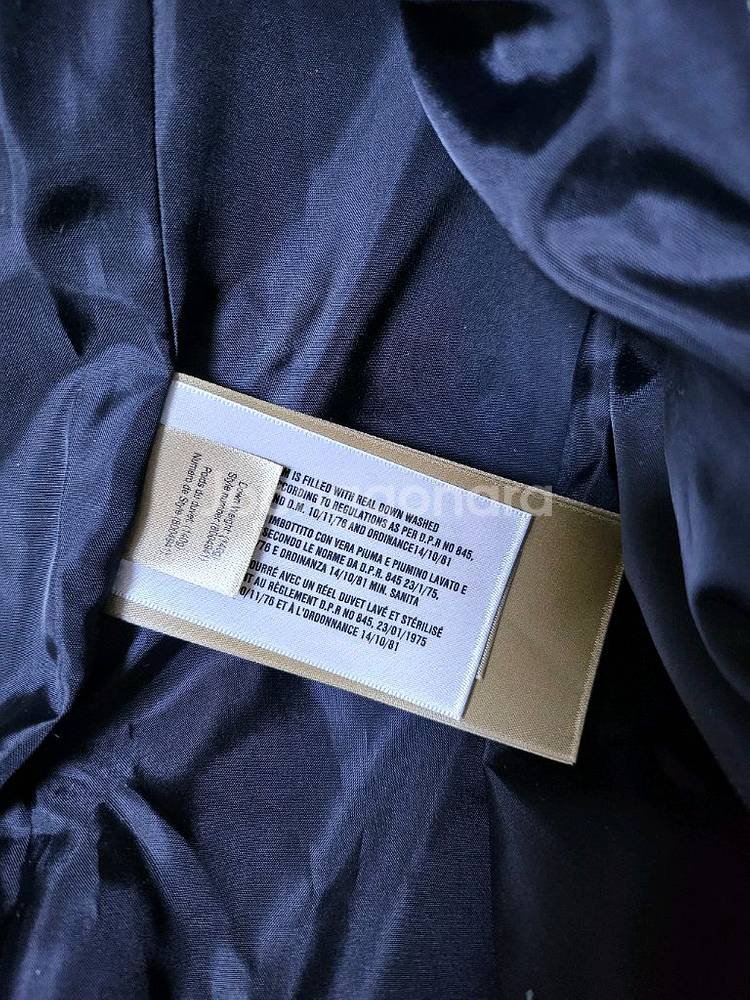 M IS FILLED WITH REAL DOWN WASHED
CCORDING TO REGULATIONS AS PER D.P.R NO 845,
ND D.M. 10/11/76 AND ORDINANCE14/10/81
IMBOTTITO CON VERA PIUMA E PIUMINO LAVATO E
SECONDO LE NORME DA D.P.R. 845 23/1/75,
/76 E ORDINANZA 14/10/81 MIN. SANITA
OURRÉ AVEC UN RÉEL DUVET LAVÉ ET STÉRILISÉ
NT AU RÈGLEMENT D.P.R NO 845, 23/01/1975
0/11/76 ET À L'ORDONNANCE 14/10/81
Down Weight (
Style number (
Poids du duvet (
Numéro de Style (